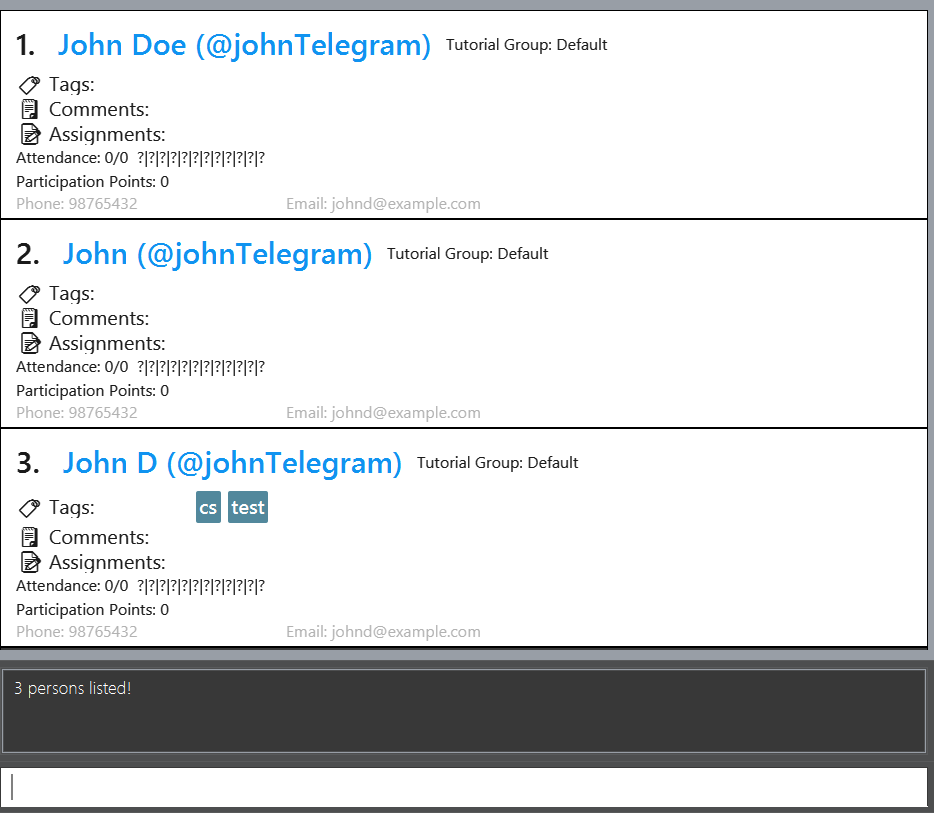 1. John Doe (@johnTelegram) Tutorial Group: Default
Tags:
Comments:
Assignments:
Attendance: 0/0 ?|?|?|?|?|?|?|?|?|?|?|?
Participation Points: 0
Phone: 98765432 Email: johnd@example.com
2. John (@johnTelegram) Tutorial Group: Default
Tags:
Comments:
Assignments:
Attendance: 0/0 ?|?|?|?|?|?|?|?|?|?|?|?
Participation Points: 0
Phone: 98765432 Email: johnd@example.com
3. John D (@johnTelegram) Tutorial Group: Default
Tags: cs test
Comments:
Assignments:
Attendance: 0/0 ?|?|?|?|?|?|?|?|?|?|?|?
Participation Points: 0
Phone: 98765432 Email: johnd@example.com
3 persons listed!